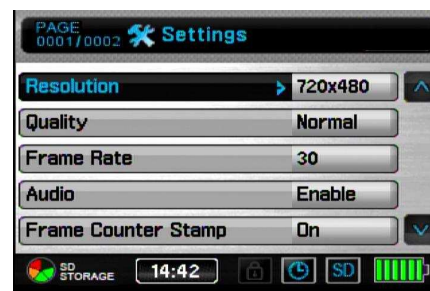 PAGE
0001/0002 Settings
Resolution 720x480
Quality Normal
Frame Rate 30
Audio Enable
Frame Counter Stamp On
SD
STORAGE 14:42 SD